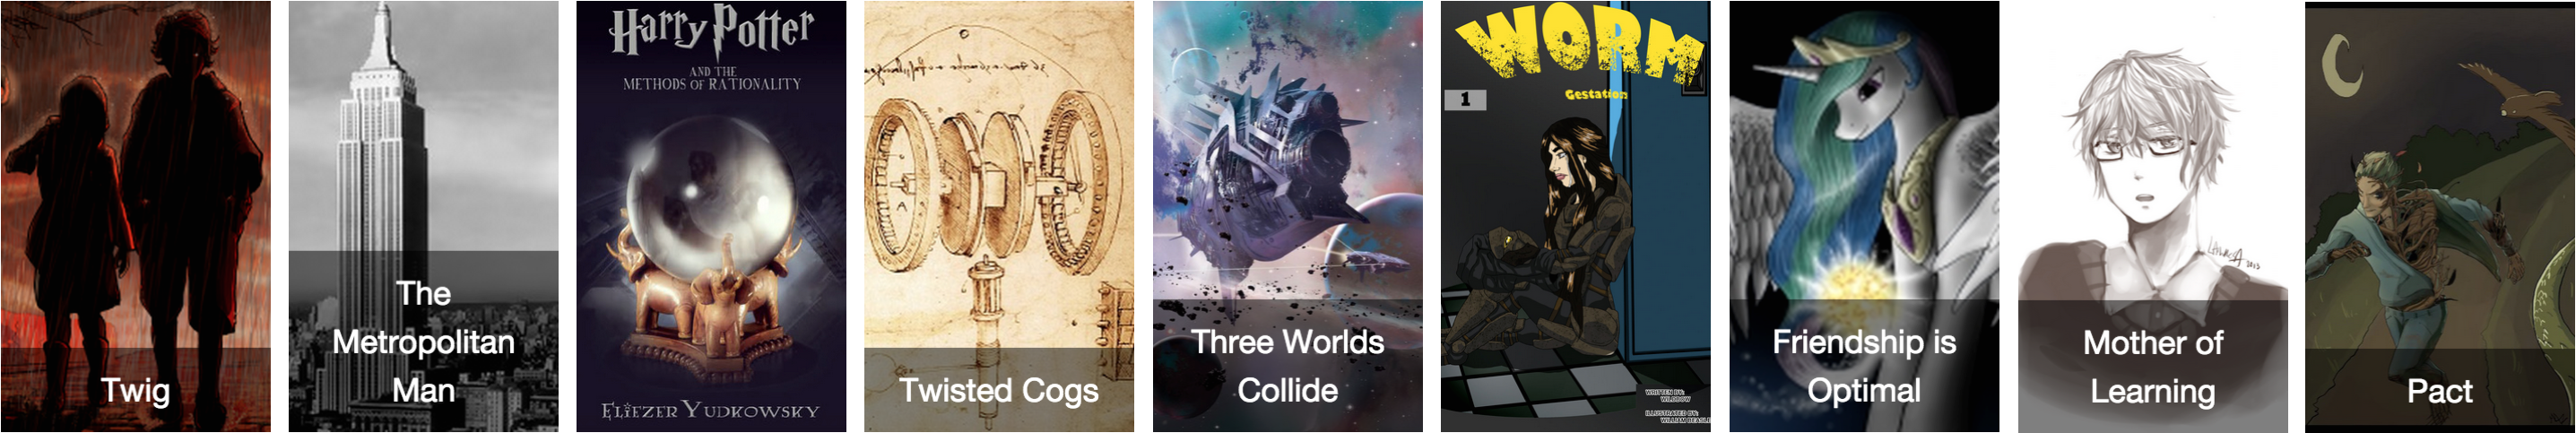 Twig
The
Metropolitan
Man
Harry Potter
AND THE
METHODS OF RATIONALITY
ELIEZER YUDKOWSKY
Twisted Cogs
Three Worlds
Collide
WORM
1
Gestation
WRITTEN BY:
WILDBOW
ILLUSTRATED BY:
Friendship is
Optimal
Mother of
Learning
Pact